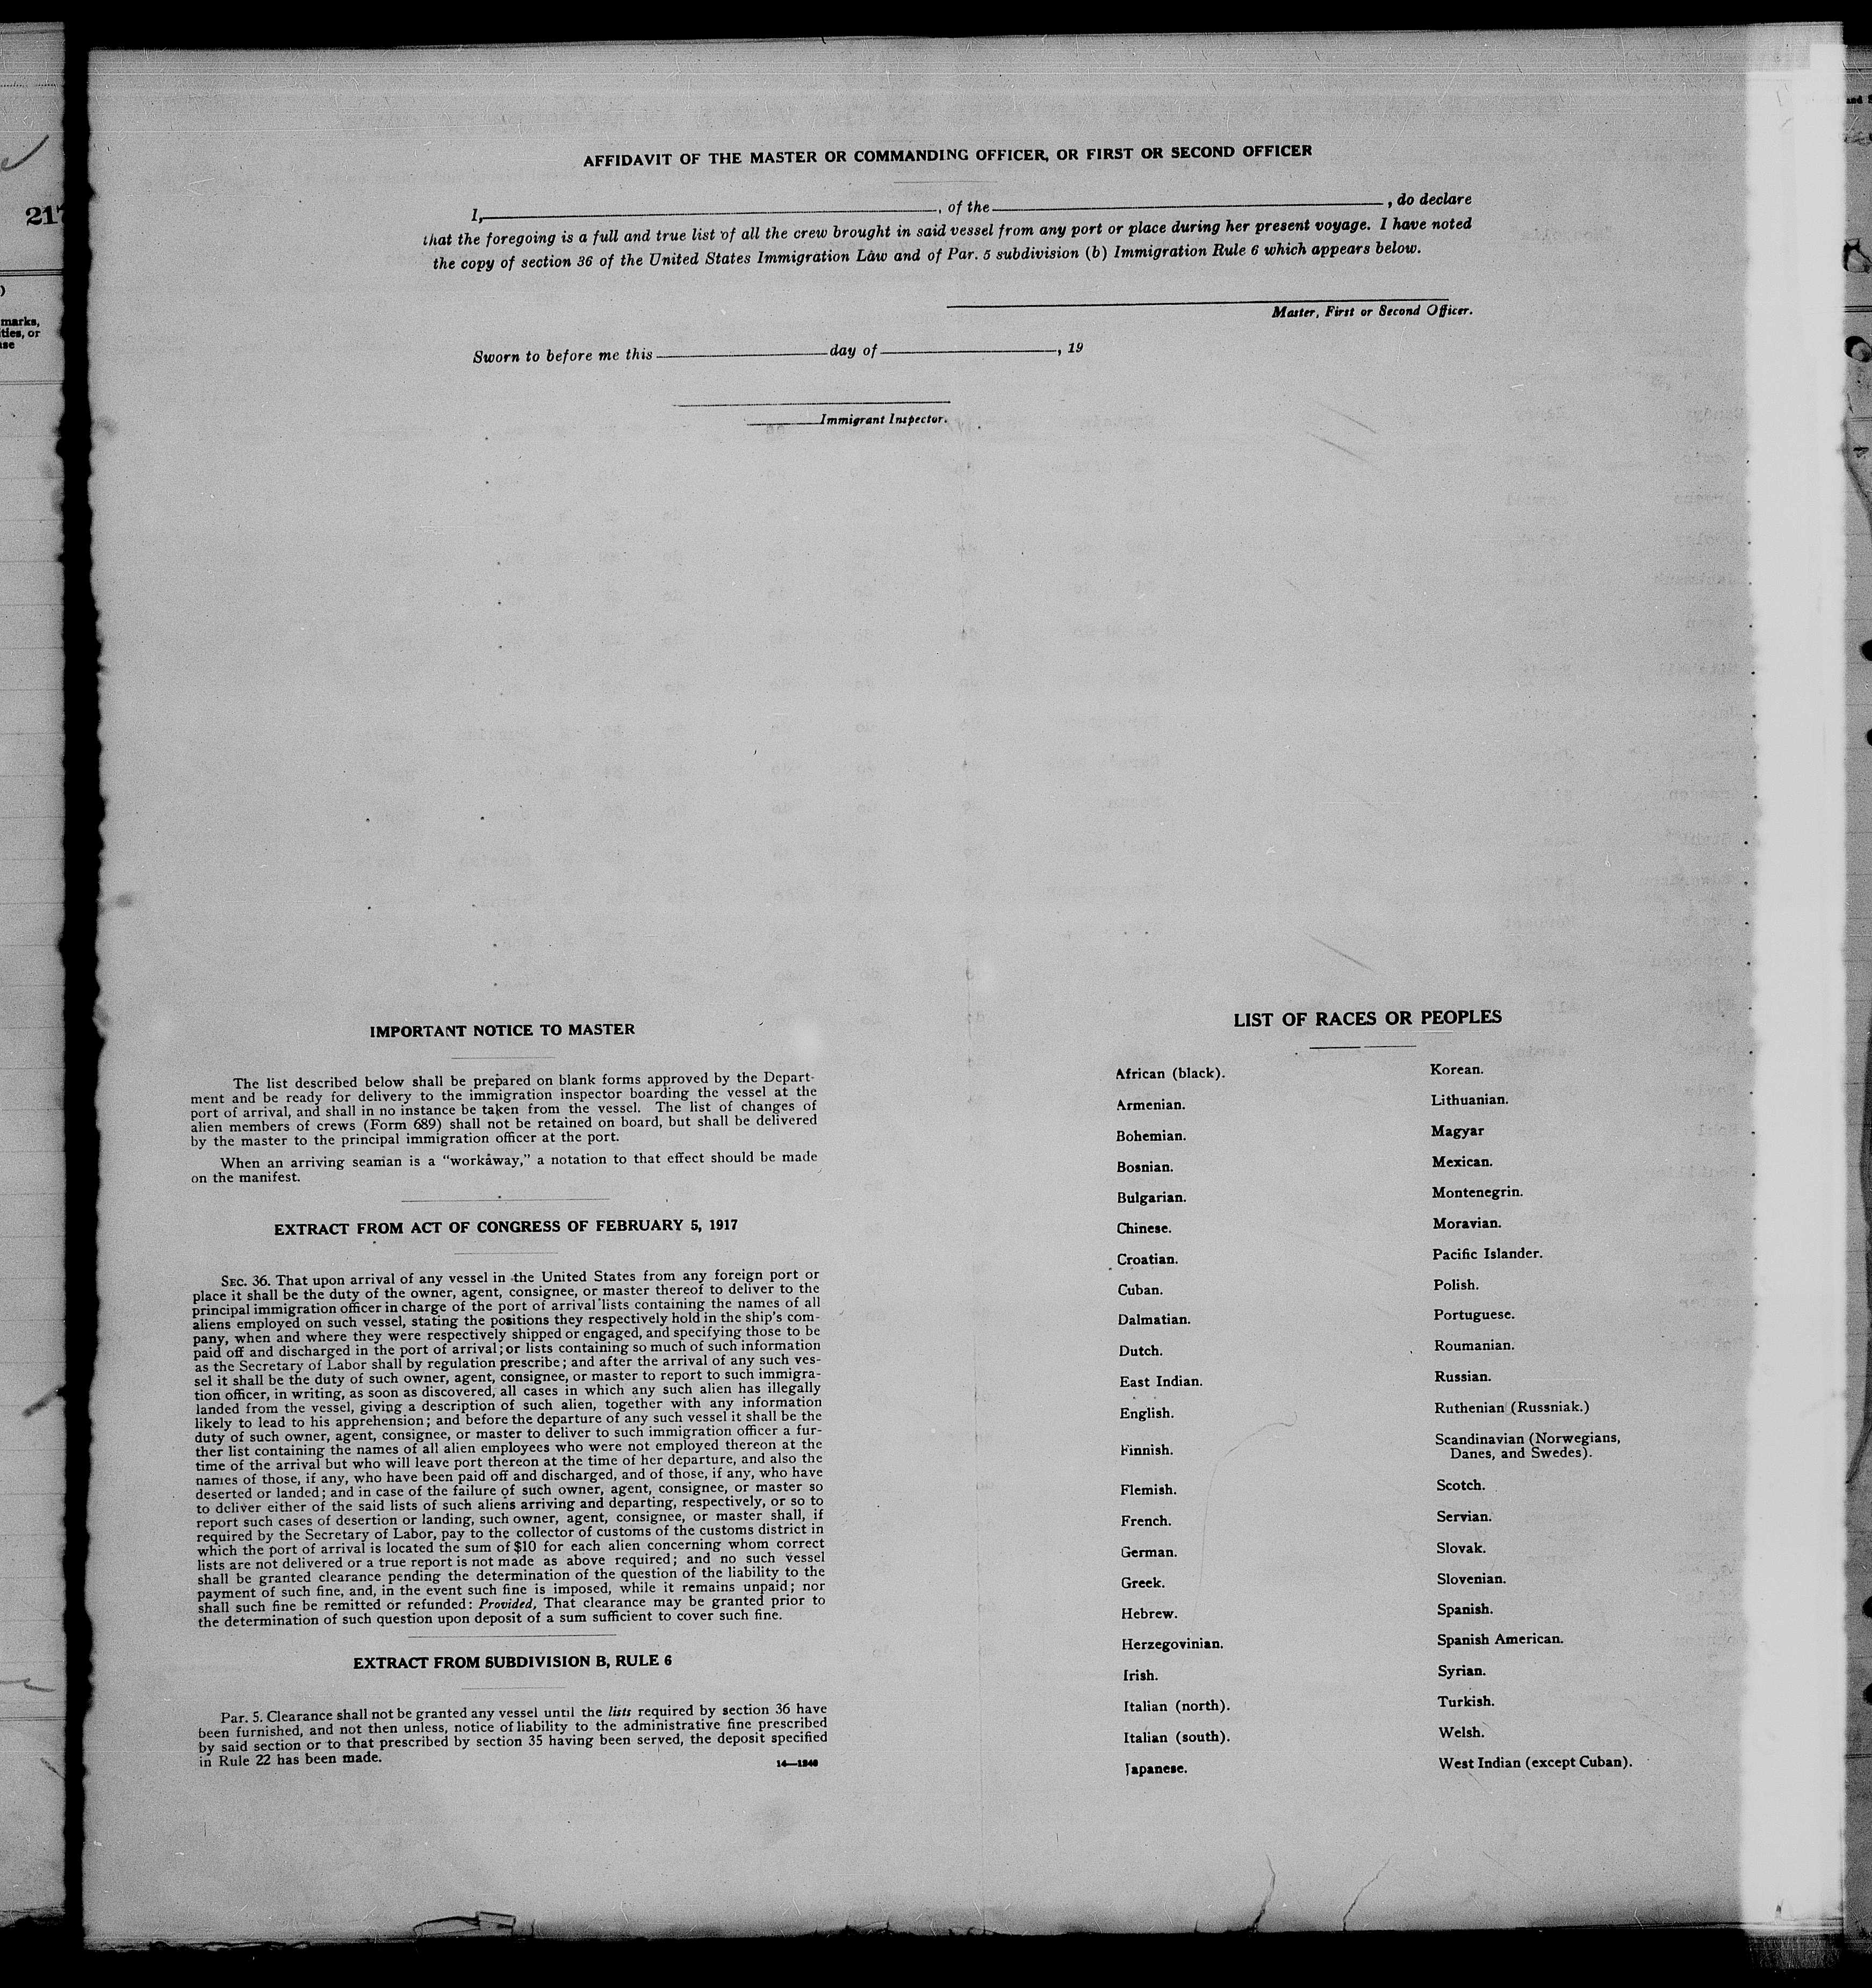 217
)
marks,
ties, or
use
AFFIDAVIT OF THE MASTER OR COMMANDING OFFICER, OR FIRST OR SECOND OFFICER
I, , of the , do declare
that the foregoing is a full and true list of all the crew brought in said vessel from any port or place during her present voyage. I have noted
the copy of section 36 of the United States Immigration Law and of Par. 5 subdivision (b) Immigration Rule 6 which appears below.
Master, First or Second Officer.
Sworn to before me this day of , 19
Immigrant Inspector.
IMPORTANT NOTICE TO MASTER
The list described below shall be prepared on blank forms approved by the Depart-
ment and be ready for delivery to the immigration inspector boarding the vessel at the
port of arrival, and shall in no instance be taken from the vessel. The list of changes of
alien members of crews (Form 689) shall not be retained on board, but shall be delivered
by the master to the principal immigration officer at the port.
When an arriving seaman is a “workaway,” a notation to that effect should be made
on the manifest.
EXTRACT FROM ACT OF CONGRESS OF FEBRUARY 5, 1917
SEC. 36. That upon arrival of any vessel in the United States from any foreign port or
place it shall be the duty of the owner, agent, consignee, or master thereof to deliver to the
principal immigration officer in charge of the port of arrival lists containing the names of all
aliens employed on such vessel, stating the positions they respectively hold in the ship's com-
pany, when and where they were respectively shipped or engaged, and specifying those to be
paid off and discharged in the port of arrival; or lists containing so much of such information
as the Secretary of Labor shall by regulation prescribe; and after the arrival of any such ves-
sel it shall be the duty of such owner, agent, consignee, or master to report to such immigra-
tion officer, in writing, as soon as discovered, all cases in which any such alien has illegally
landed from the vessel, giving a description of such alien, together with any information
likely to lead to his apprehension; and before the departure of any such vessel it shall be the
duty of such owner, agent, consignee, or master to deliver to such immigration officer a fur-
ther list containing the names of all alien employees who were not employed thereon at the
time of the arrival but who will leave port thereon at the time of her departure, and also the
names of those, if any, who have been paid off and discharged, and of those, if any, who have
deserted or landed; and in case of the failure of such owner, agent, consignee, or master so
to deliver either of the said lists of such aliens arriving and departing, respectively, or so to
report such cases of desertion or landing, such owner, agent, consignee, or master shall, if
required by the Secretary of Labor, pay to the collector of customs of the customs district in
which the port of arrival is located the sum of $10 for each alien concerning whom correct
lists are not delivered or a true report is not made as above required; and no such vessel
shall be granted clearance pending the determination of the question of the liability to the
payment of such fine, and, in the event such fine is imposed, while it remains unpaid; nor
shall such fine be remitted or refunded: Provided, That clearance may be granted prior to
the determination of such question upon deposit of a sum sufficient to cover such fine.
EXTRACT FROM SUBDIVISION B, RULE 6
Par. 5. Clearance shall not be granted any vessel until the lists required by section 36 have
been furnished, and not then unless, notice of liability to the administrative fine prescribed
by said section or to that prescribed by section 35 having been served, the deposit specified
in Rule 22 has been made.
14—1240
LIST OF RACES OR PEOPLES
African (black).
Armenian.
Bohemian.
Bosnian.
Bulgarian.
Chinese.
Croatian.
Cuban.
Dalmatian.
Dutch.
East Indian.
English.
Finnish.
Flemish.
French.
German.
Greek.
Hebrew.
Herzegovinian.
Irish.
Italian (north).
Italian (south).
Japanese.
Korean.
Lithuanian.
Magyar
Mexican.
Montenegrin.
Moravian.
Pacific Islander.
Polish.
Portuguese.
Roumanian.
Russian.
Ruthenian (Russniak.)
Scandinavian (Norwegians,
Danes, and Swedes).
Scotch.
Servian.
Slovak.
Slovenian.
Spanish.
Spanish American.
Syrian.
Turkish.
Welsh.
West Indian (except Cuban).